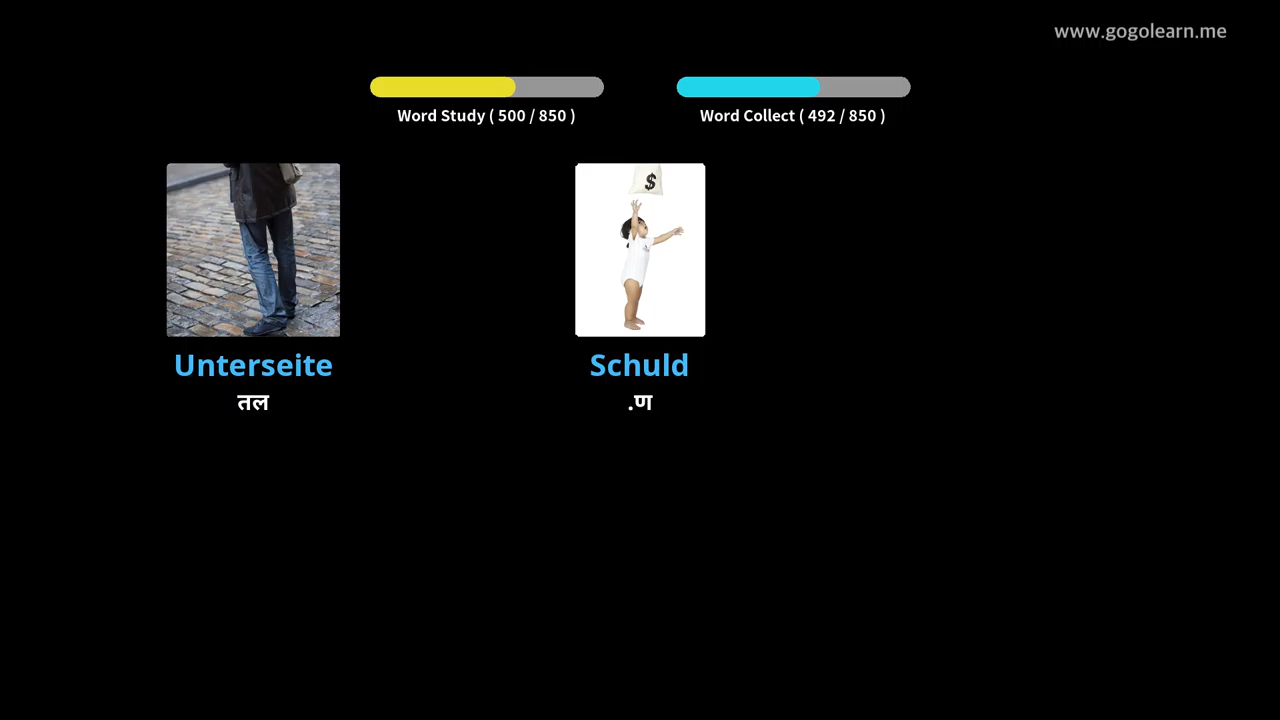 www.gogolearn.me
Word Study ( 500 / 850 )
Word Collect ( 492 / 850 )
$
Unterseite
तल
Schuld
.ण